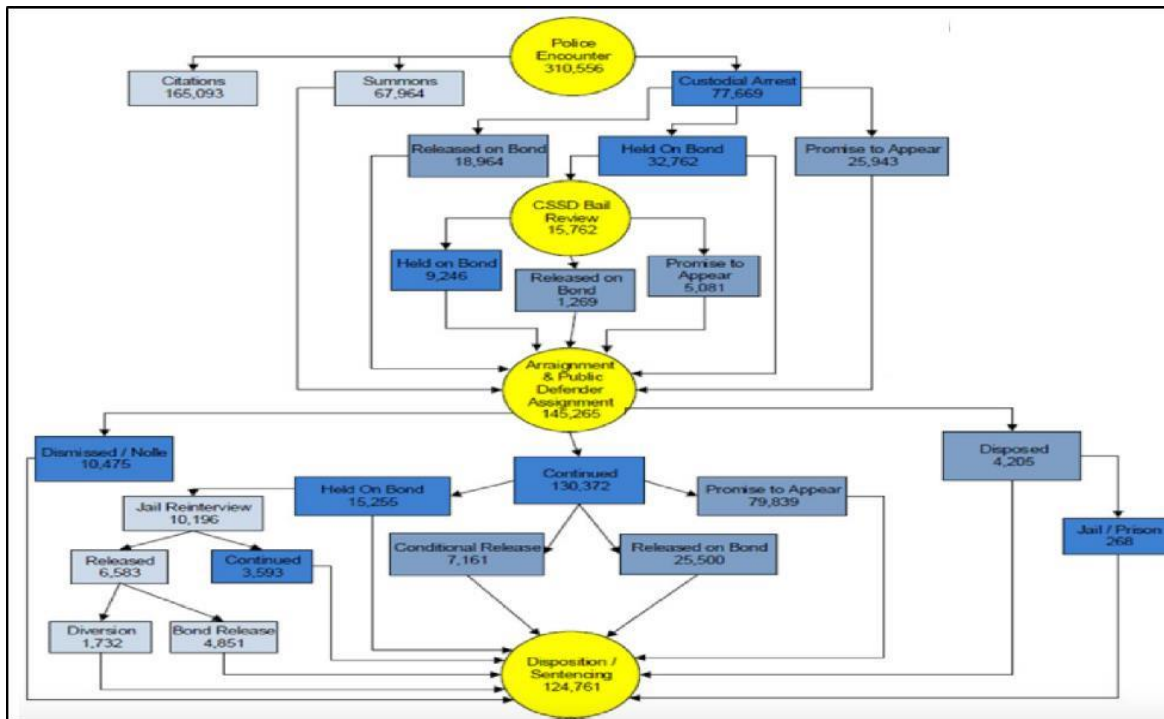 Police
Encounter
310,556
Citations
165,093
Summons
67,964
Custodial Arrest
77,669
Released on Bond
18,964
Held On Bond
32,762
Promise to Appear
25,943
CSSD Bail
Review
15,762
Held on Bond
9,246
Released on
Bond
1,269
Promise to
Appear
5,081
Arraignment
& Public
Defender
Assignment
145,265
Dismissed / Nolle
10,475
Continued
130,372
Disposed
4,205
Held On Bond
15,255
Promise to Appear
79,839
Jail Reinterview
10,196
Jail / Prison
268
Released
6,583
Continued
3,593
Conditional Release
7,161
Released on Bond
25,500
Diversion
1,732
Bond Release
4,851
Disposition /
Sentencing
124,761